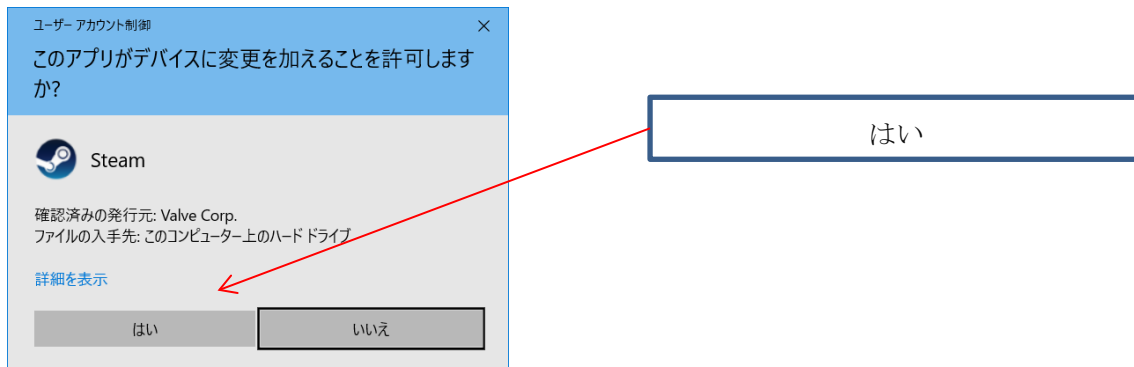 ユーザー アカウント制御
このアプリがデバイスに変更を加えることを許可します
か?
Steam
確認済みの発行元: Valve Corp.
ファイルの入手先: このコンピューター上のハード ドライブ
詳細を表示
はい
いいえ
はい